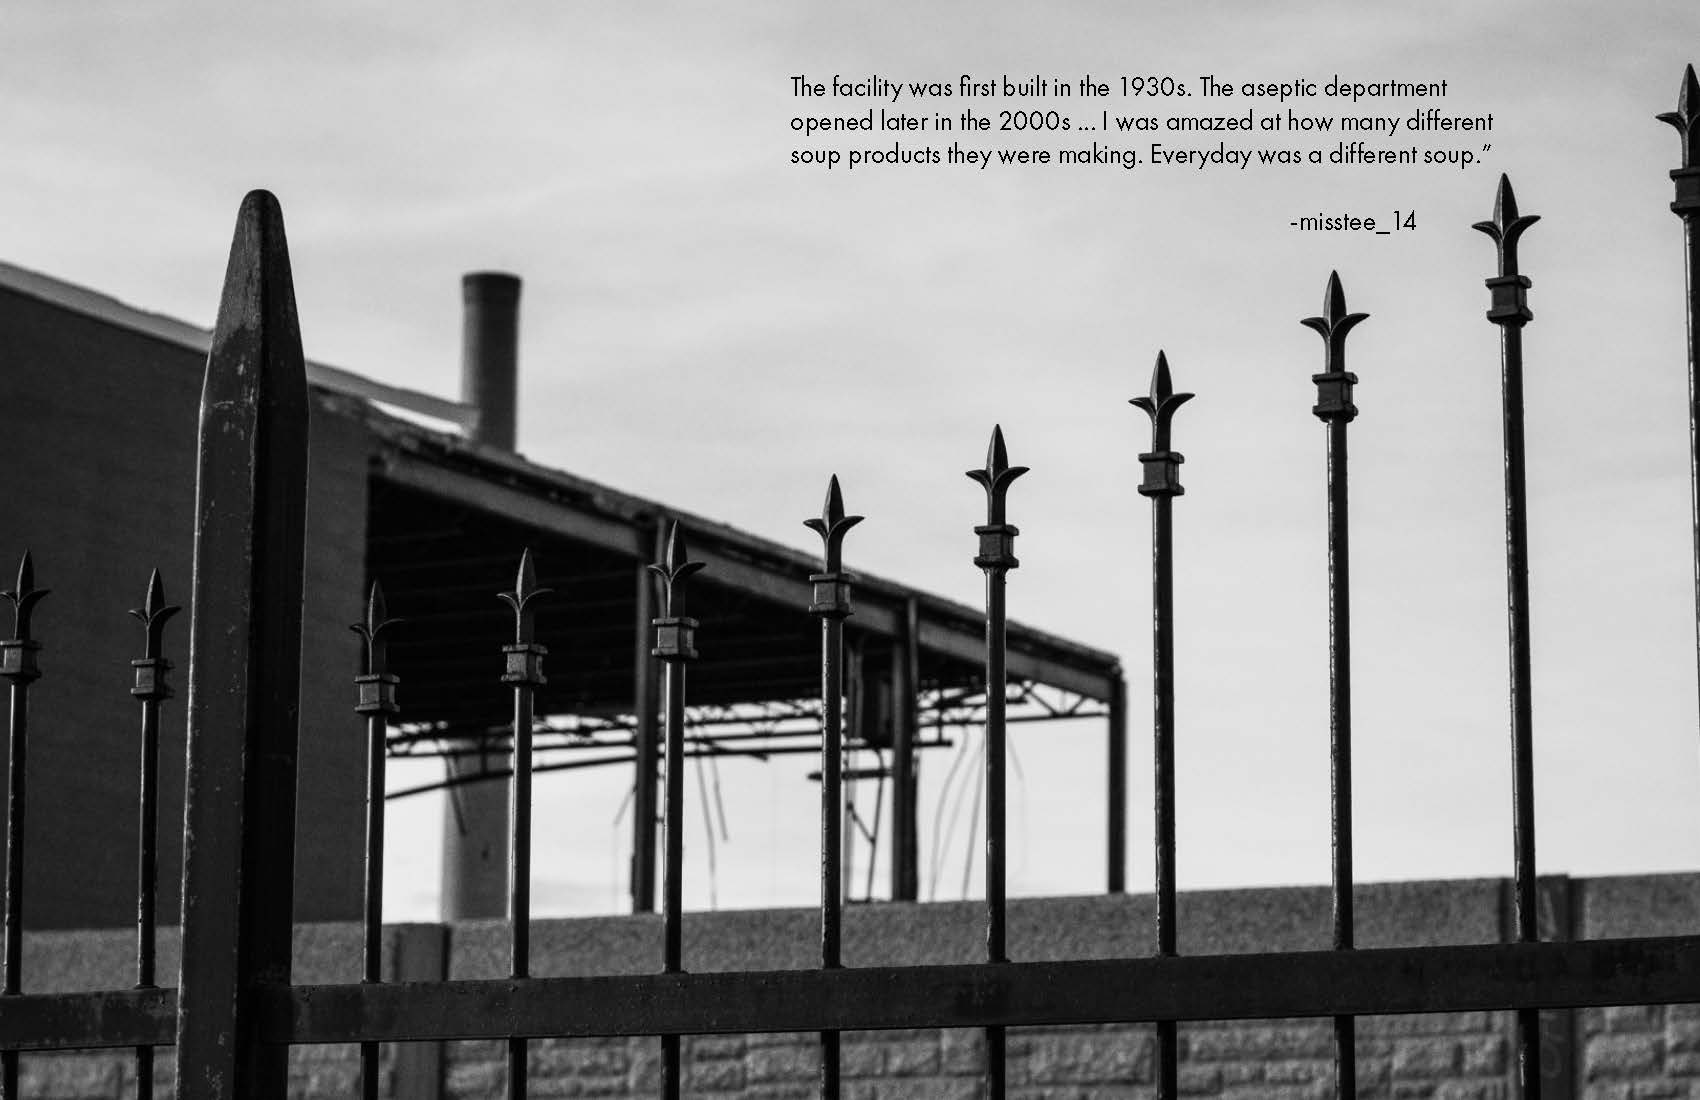 The facility was first built in the 1930s. The aseptic department
opened later in the 2000s ... I was amazed at how many different
soup products they were making. Everyday was a different soup.”
-misstee_14